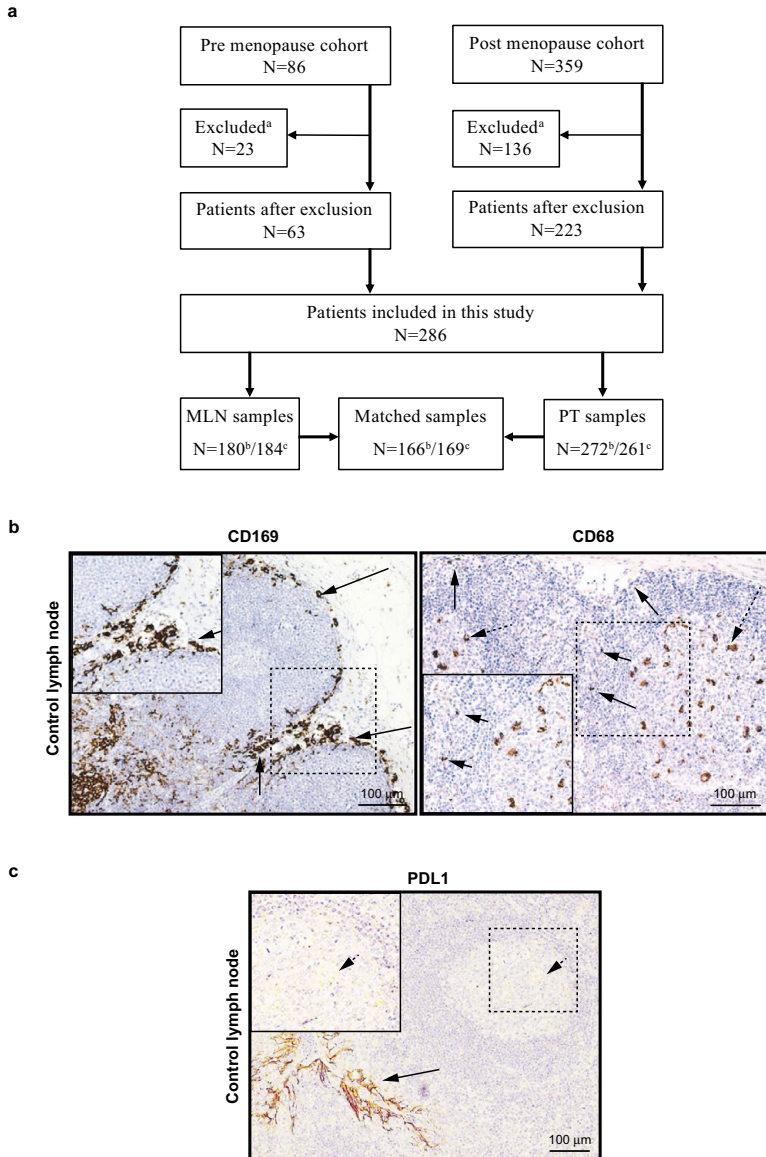 a
Pre menopause cohort
N=86
Post menopause cohort
N=359
Excludedᵃ
N=23
Excludedᵃ
N=136
Patients after exclusion
N=63
Patients after exclusion
N=223
Patients included in this study
N=286
MLN samples
N=180ᵇ/184ᶜ
Matched samples
N=166ᵇ/169ᶜ
PT samples
N=272ᵇ/261ᶜ
b
CD169
CD68
Control lymph node
100 µm
100 µm
c
PDL1
Control lymph node
100 µm